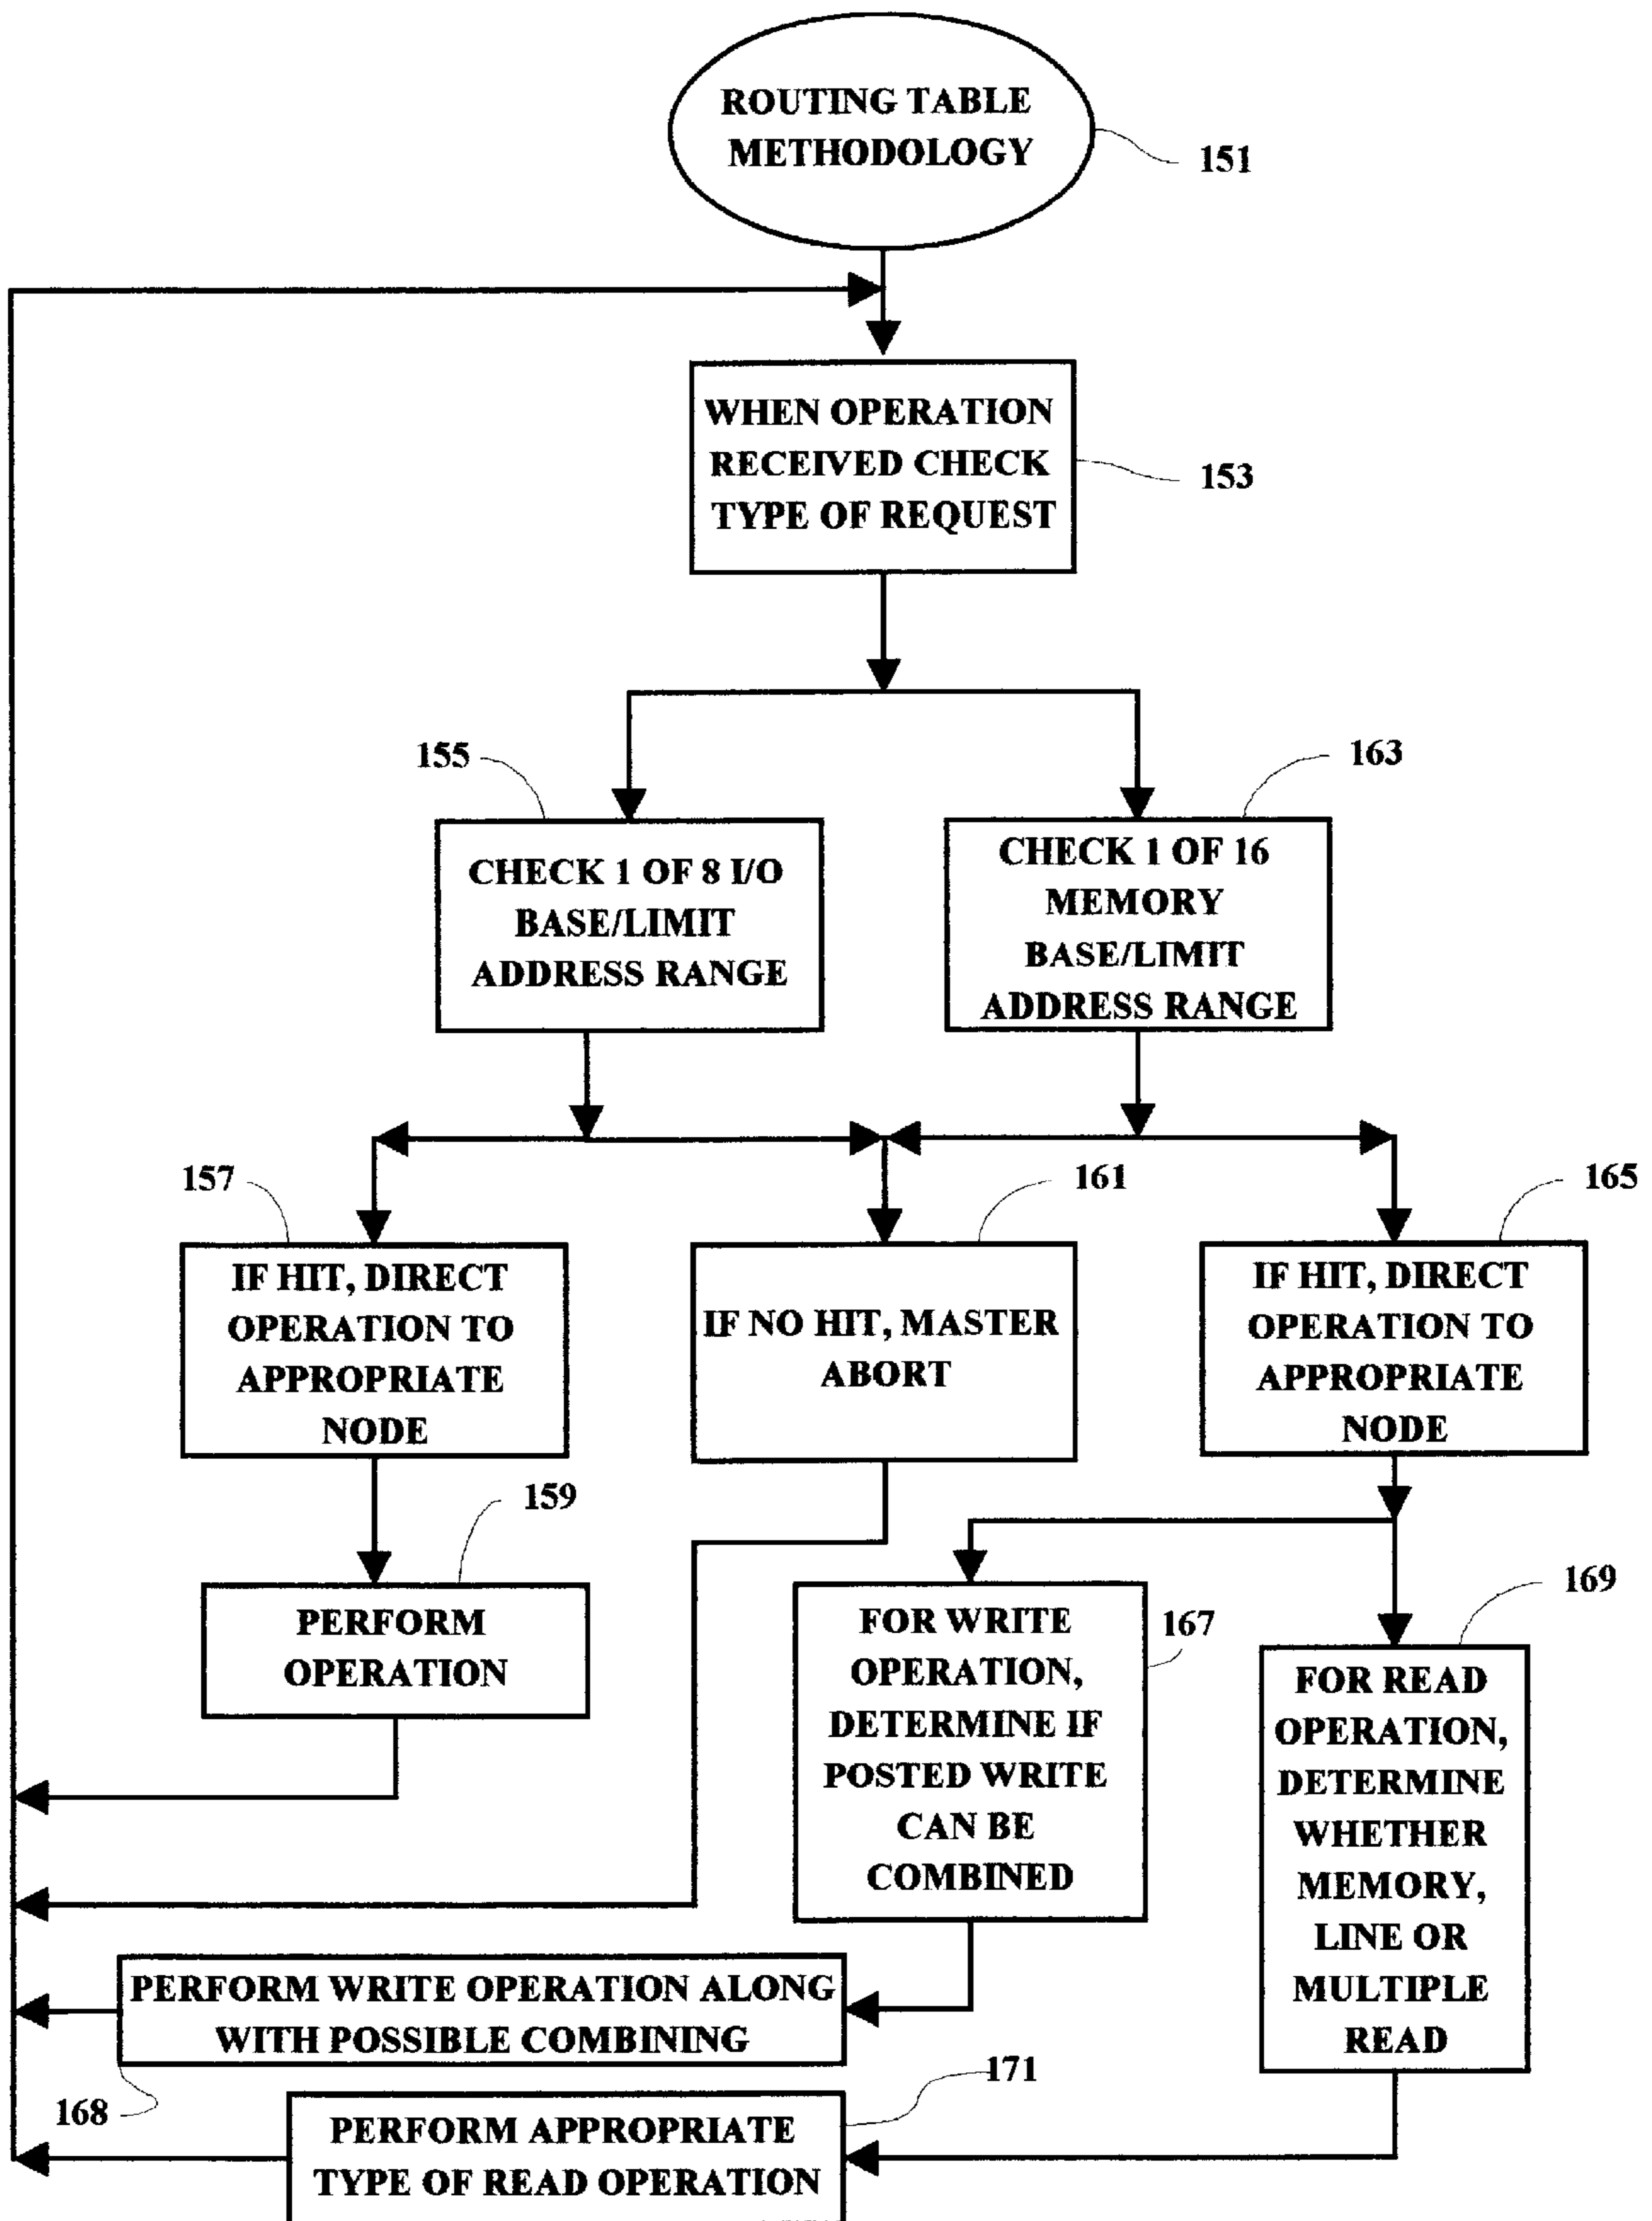 ROUTING TABLE
METHODOLOGY
151
WHEN OPERATION
RECEIVED CHECK
TYPE OF REQUEST
153
155
CHECK 1 OF 8 I/O
BASE/LIMIT
ADDRESS RANGE
163
CHECK 1 OF 16
MEMORY
BASE/LIMIT
ADDRESS RANGE
157
IF HIT, DIRECT
OPERATION TO
APPROPRIATE
NODE
161
IF NO HIT, MASTER
ABORT
165
IF HIT, DIRECT
OPERATION TO
APPROPRIATE
NODE
159
PERFORM
OPERATION
167
FOR WRITE
OPERATION,
DETERMINE IF
POSTED WRITE
CAN BE
COMBINED
169
FOR READ
OPERATION,
DETERMINE
WHETHER
MEMORY,
LINE OR
MULTIPLE
READ
PERFORM WRITE OPERATION ALONG
WITH POSSIBLE COMBINING
168
171
PERFORM APPROPRIATE
TYPE OF READ OPERATION